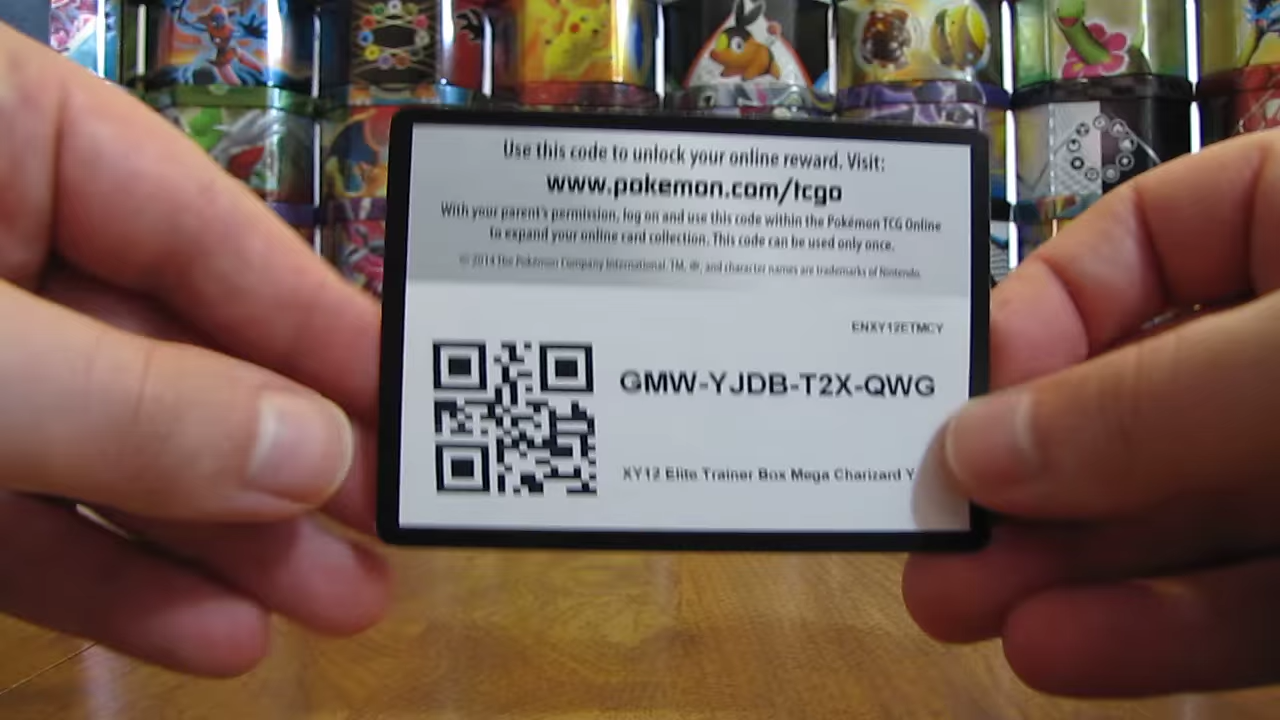 Use this code to unlock your online reward. Visit:
www.pokemon.com/tcgo
With your parent's permission, log on and use this code within the Pokémon TCG Online
to expand your online card collection. This code can be used only once.
© 2014 The Pokémon Company International. TM, ®, and character names are trademarks of Nintendo.
ENXY12ETMCY
GMW-YJDB-T2X-QWG
XY12 Elite Trainer Box Mega Charizard Y